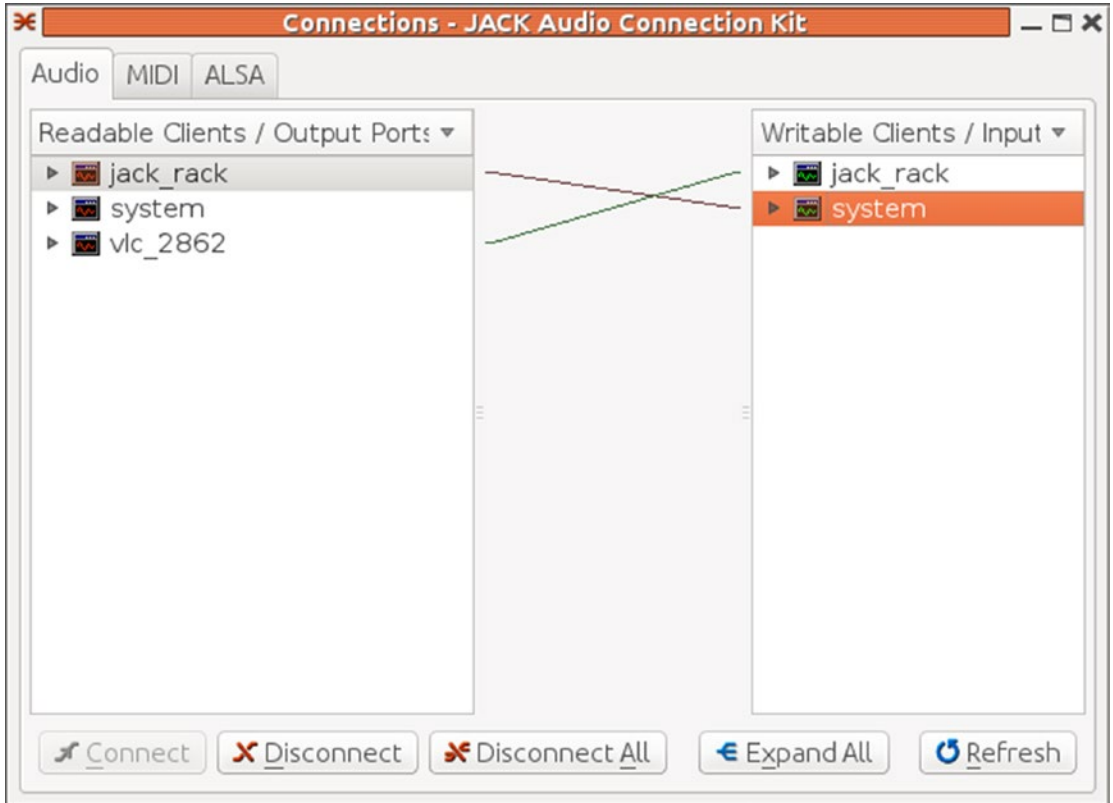 Connections - JACK Audio Connection Kit
Audio MIDI ALSA
Readable Clients / Output Ports
jack_rack
system
vlc_2862
Writable Clients / Input
jack_rack
system
Connect Disconnect Disconnect All Expand All Refresh